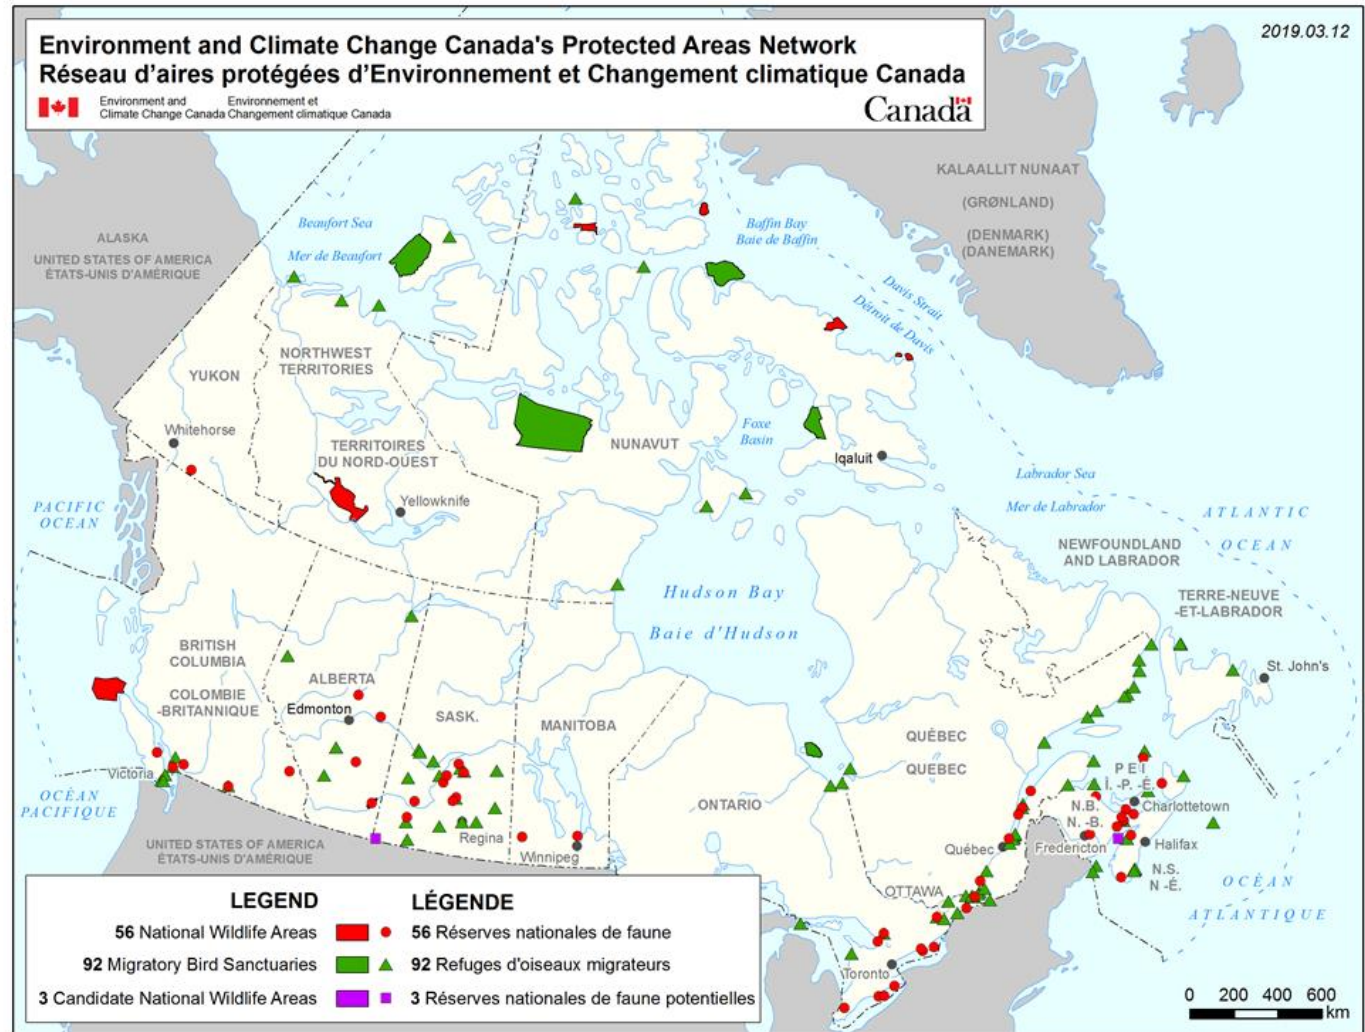 2019.03.12
Environment and Climate Change Canada's Protected Areas Network
Réseau d'aires protégées d'Environnement et Changement climatique Canada
Environment and Environnement et
Climate Change Canada Changement climatique Canada
Canada
KALAALLIT NUNAAT
(GRØNLAND)
(DENMARK)
(DANEMARK)
Beaufort Sea
Mer de Beaufort
Baffin Bay
Baie de Baffin
ALASKA
UNITED STATES OF AMERICA
ÉTATS-UNIS D'AMÉRIQUE
Davis Strait
Détroit de Davis
YUKON
NORTHWEST
TERRITORIES
Whitehorse
TERRITOIRES
DU NORD-OUEST
NUNAVUT
Foxe
Basin
Iqaluit
Yellowknife
Labrador Sea
Mer de Labrador
PACIFIC
OCEAN
ATLANTIC
OCEAN
NEWFOUNDLAND
AND LABRADOR
TERRE-NEUVE
-ET-LABRADOR
Hudson Bay
Baie d'Hudson
BRITISH
COLUMBIA
COLOMBIE
-BRITANNIQUE
ALBERTA
Edmonton
SASK.
MANITOBA
St. John's
QUÉBEC
QUEBEC
Victoria
P E I
Î. -P. -É.
Charlottetown
OCÉAN
PACIFIQUE
ONTARIO
N.B.
N. -B.
UNITED STATES OF AMERICA
ÉTATS-UNIS D'AMÉRIQUE
Regina
Winnipeg
Québec
Fredericton
Halifax
N.S.
N -É.
OTTAWA
OCÉAN
ATLANTIQUE
Toronto
LEGEND LÉGENDE
56 National Wildlife Areas 56 Réserves nationales de faune
92 Migratory Bird Sanctuaries 92 Refuges d'oiseaux migrateurs
3 Candidate National Wildlife Areas 3 Réserves nationales de faune potentielles
0 200 400 600
km